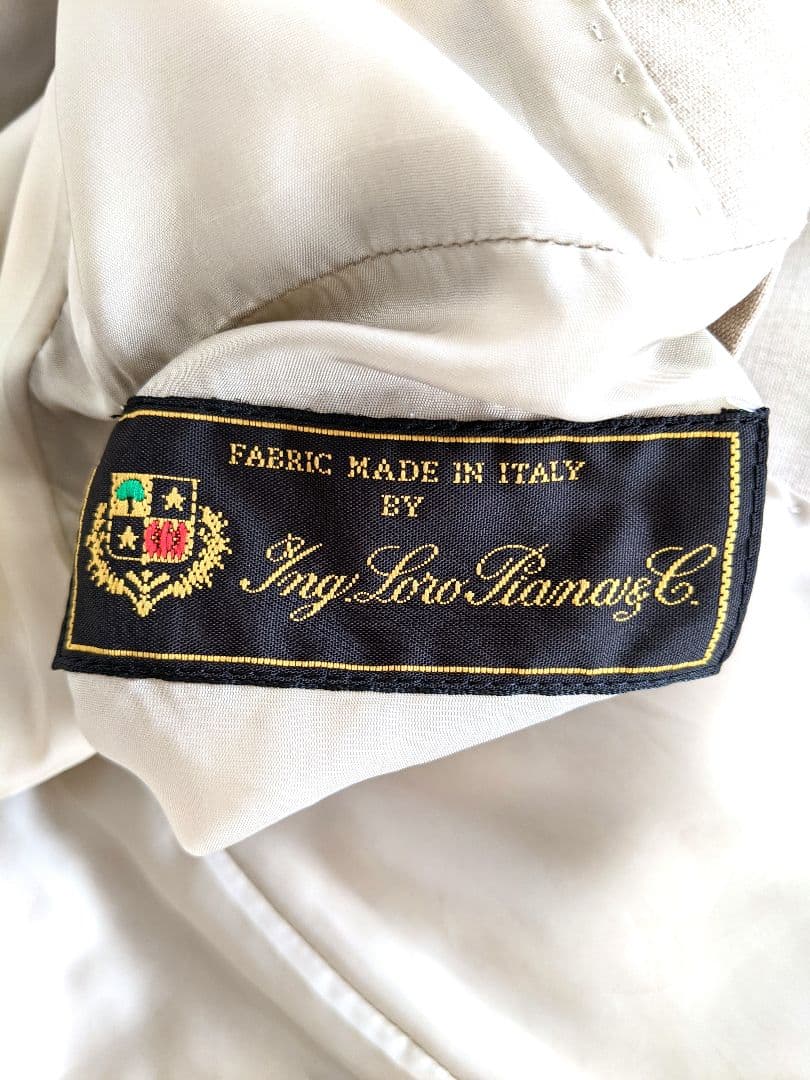 FABRIC MADE IN ITALY
BY
Ing Loro Piana & C.